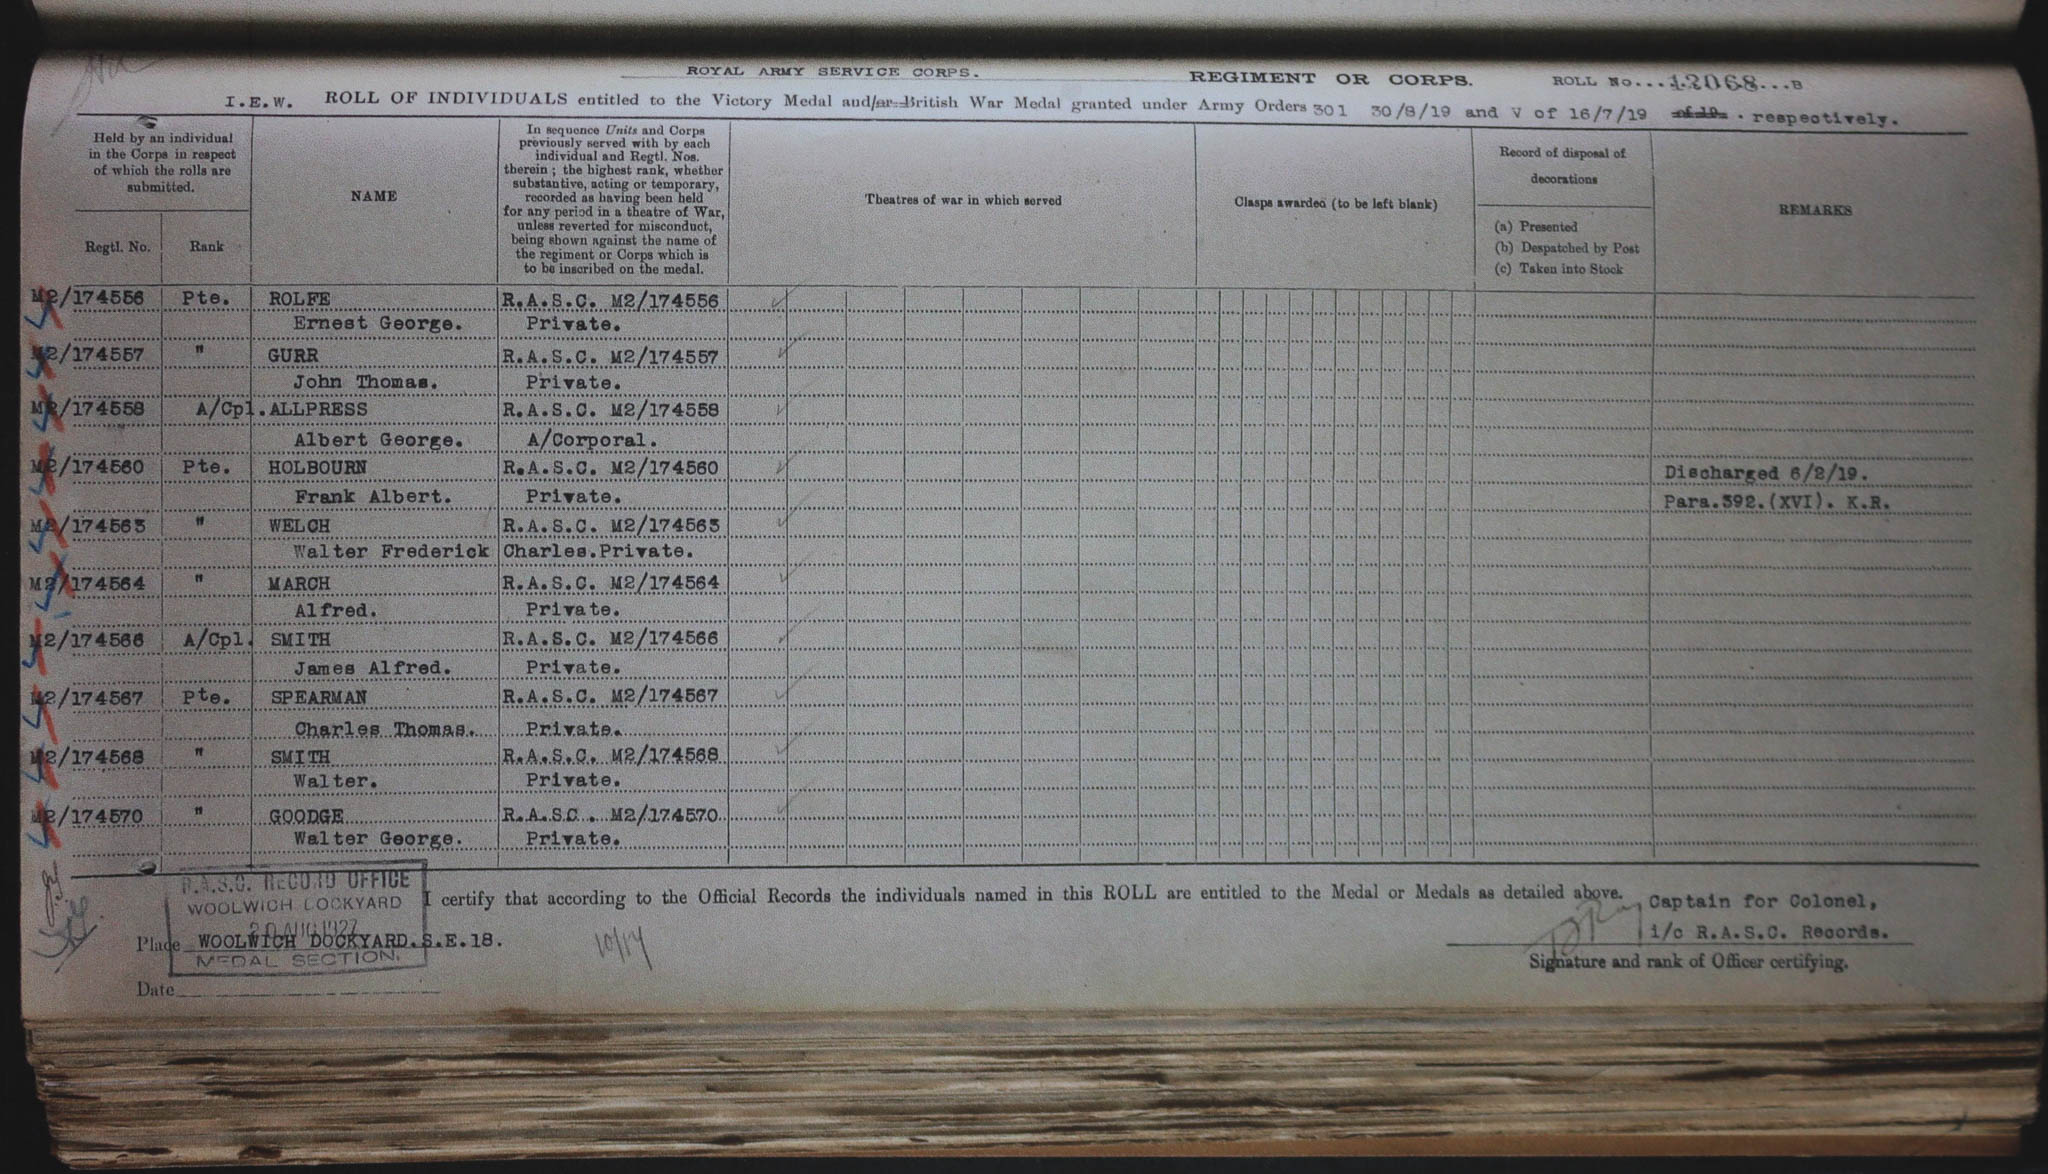 ROYAL ARMY SERVICE CORPS. REGIMENT OR CORPS. ROLL No...12068...B
I.E.W. ROLL OF INDIVIDUALS entitled to the Victory Medal and/or British War Medal granted under Army Orders 301 30/8/19 and V of 16/7/19 of 19 . respectively.
Held by an individual
in the Corps in respect
of which the rolls are
submitted.
Regtl. No. Rank
NAME
In sequence Units and Corps
previously served with by each
individual and Regtl. Nos.
therein ; the highest rank, whether
substantive, acting or temporary,
recorded as having been held
for any period in a theatre of War,
unless reverted for misconduct,
being shown against the name of
the regiment or Corps which is
to be inscribed on the medal.
Theatres of war in which served
Clasps awarded (to be left blank)
Record of disposal of
decorations
(a) Presented
(b) Despatched by Post
(c) Taken into Stock
REMARKS
M2/174556 Pte. ROLFE R.A.S.C. M2/174556
Ernest George. Private.
M2/174557 " GURR R.A.S.C. M2/174557
John Thomas. Private.
M2/174558 A/Cpl. ALLPRESS R.A.S.C. M2/174558
Albert George. A/Corporal.
M2/174560 Pte. HOLBOURN R.A.S.C. M2/174560 Discharged 6/2/19.
Frank Albert. Private. Para.392.(XVI). K.R.
M2/174563 " WELCH R.A.S.C. M2/174563
Walter Frederick Charles.Private.
M2/174564 " MARCH R.A.S.C. M2/174564
Alfred. Private.
M2/174566 A/Cpl. SMITH R.A.S.C. M2/174566
James Alfred. Private.
M2/174567 Pte. SPEARMAN R.A.S.C. M2/174567
Charles Thomas. Private.
M2/174568 " SMITH R.A.S.C. M2/174568
Walter. Private.
M2/174570 " GOODGE R.A.S.C. M2/174570
Walter George. Private.
R.A.S.C. RECORD OFFICE
WOOLWICH DOCKYARD
MEDAL SECTION.
I certify that according to the Official Records the individuals named in this ROLL are entitled to the Medal or Medals as detailed above.
Captain for Colonel,
Place WOOLWICH DOCKYARD.S.E.18. i/c R.A.S.C. Records.
Signature and rank of Officer certifying.
Date